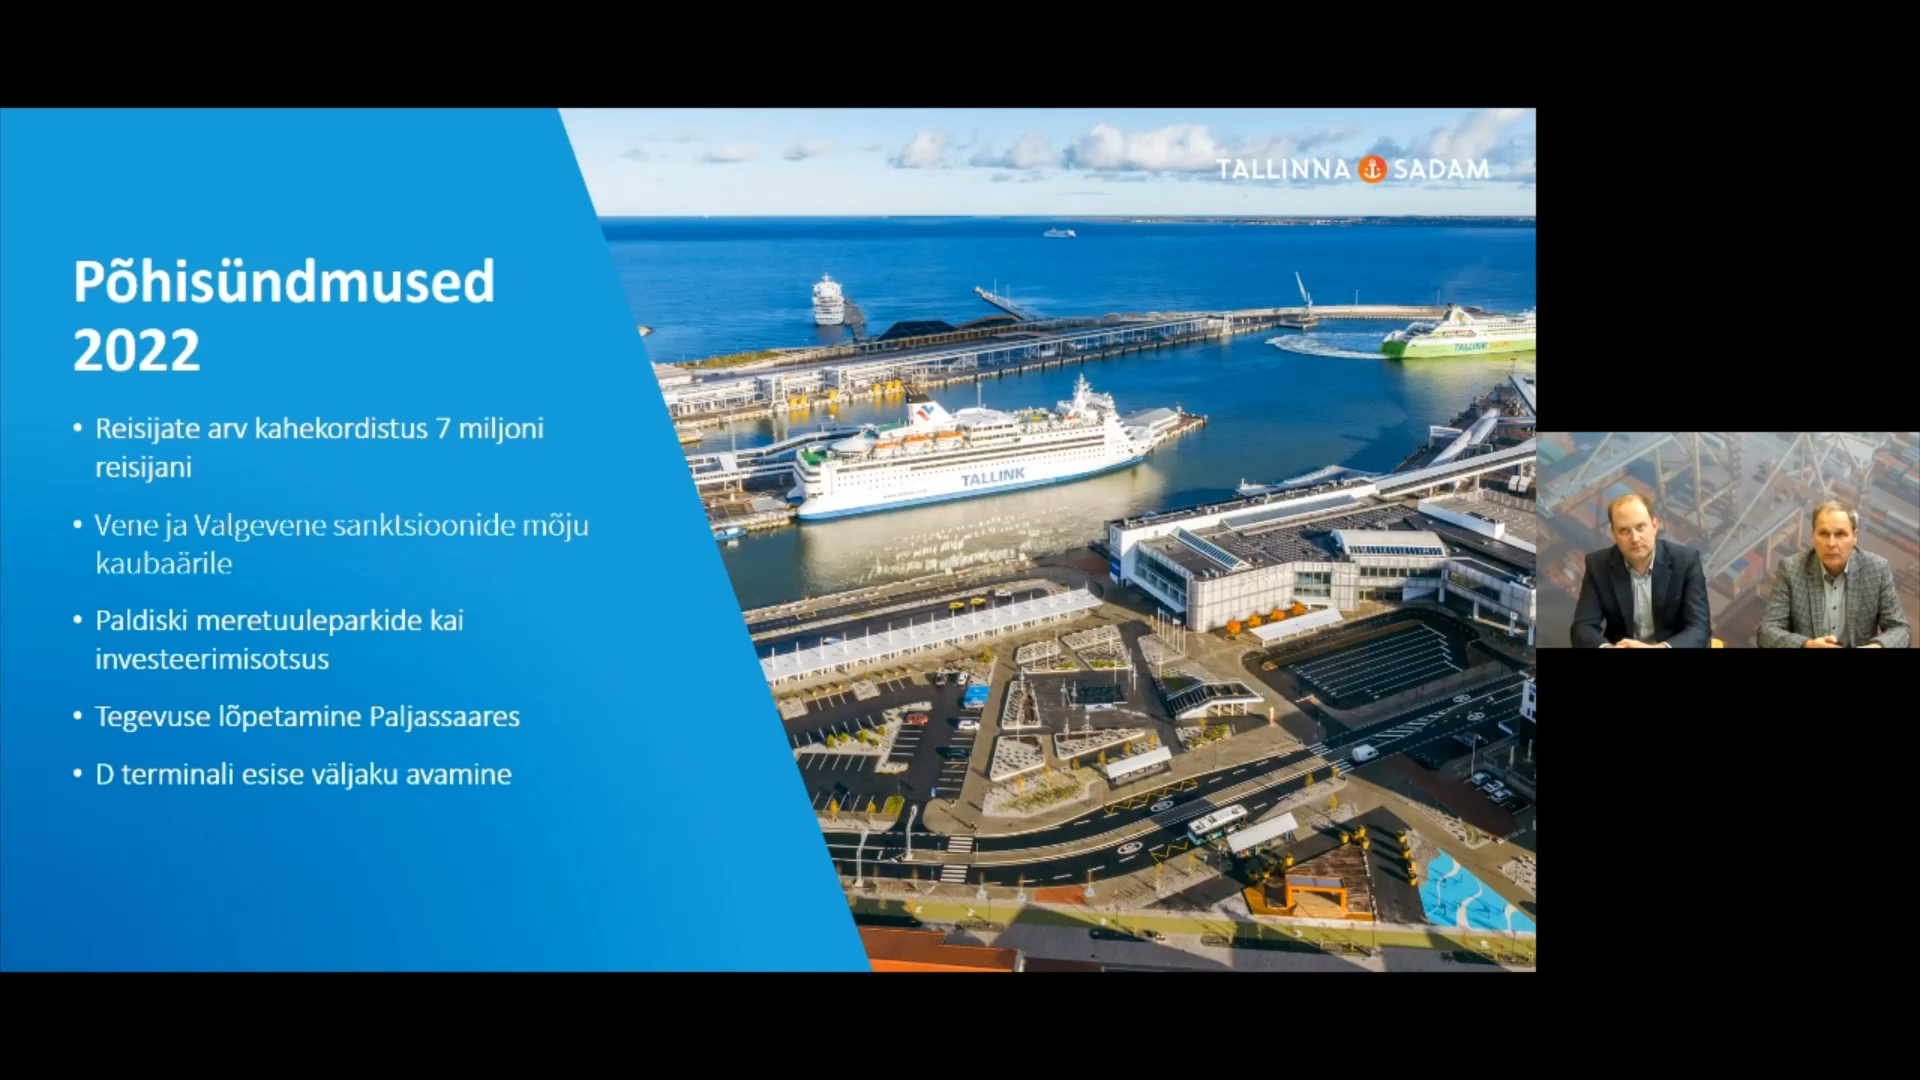 TALLINNA SADAM
Põhisündmused
2022
• Reisijate arv kahekordistus 7 miljoni
reisijani
• Vene ja Valgevene sanktsioonide mõju
kaubaärile
• Paldiski meretuuleparkide kai
investeerimisotsus
• Tegevuse lõpetamine Paljassaares
• D terminali esise väljaku avamine
TALLINK
TALLINK